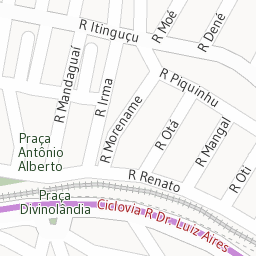 R Itinguçu
R Moé
R Dené
R Mandaguaí
R Irma
R Morename
R Piquinhu
R Otá
R Mangai
R Oti
Praça
Antônio
Alberto
R Renato
Praça
Divinolândia
Ciclovia R Dr. Luiz Aires